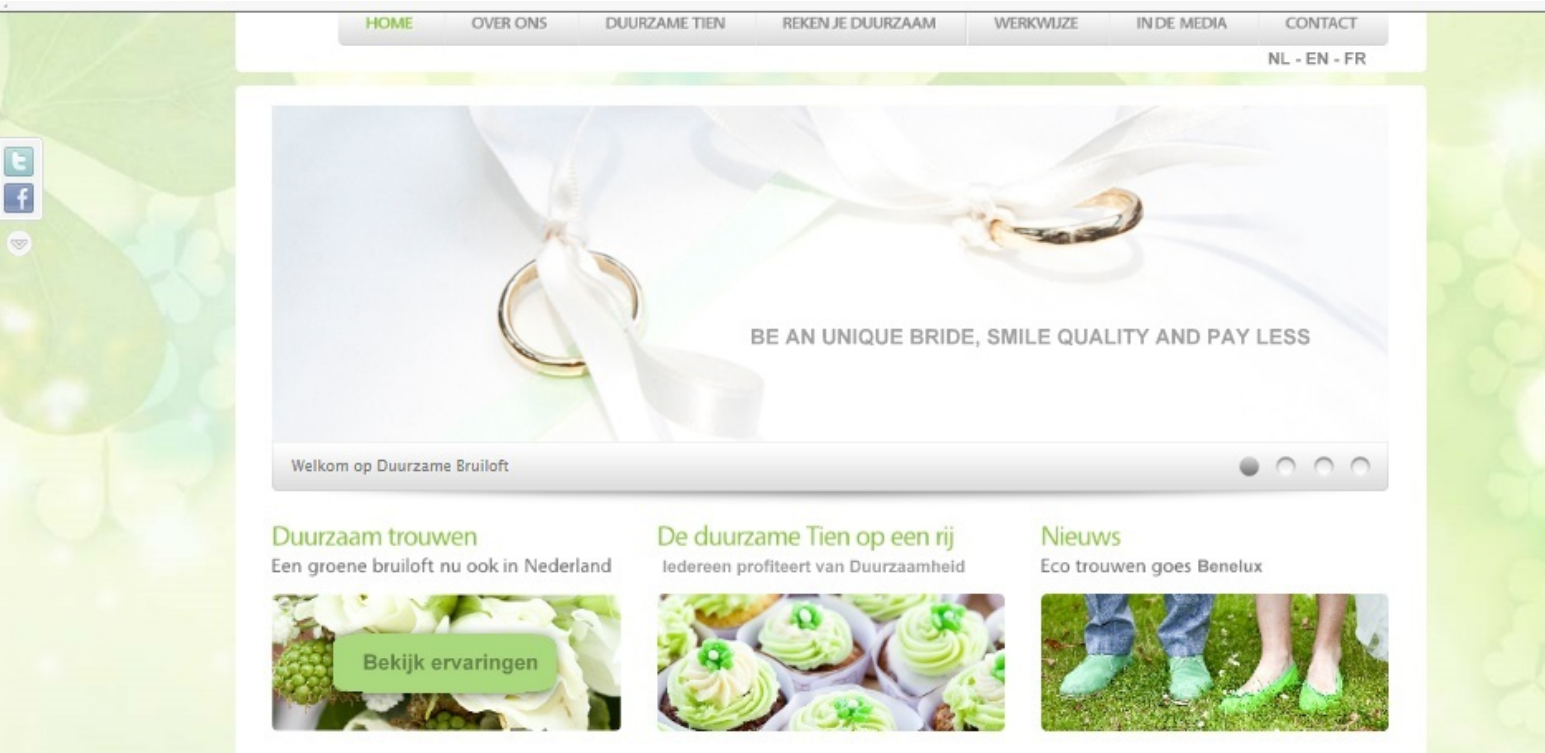 HOME OVER ONS DUURZAME TIEN REKEN JE DUURZAAM WERKWIJZE IN DE MEDIA CONTACT
NL - EN - FR
BE AN UNIQUE BRIDE, SMILE QUALITY AND PAY LESS
Welkom op Duurzame Bruiloft
Duurzaam trouwen
Een groene bruiloft nu ook in Nederland
Bekijk ervaringen
De duurzame Tien op een rij
Iedereen profiteert van Duurzaamheid
Nieuws
Eco trouwen goes Benelux